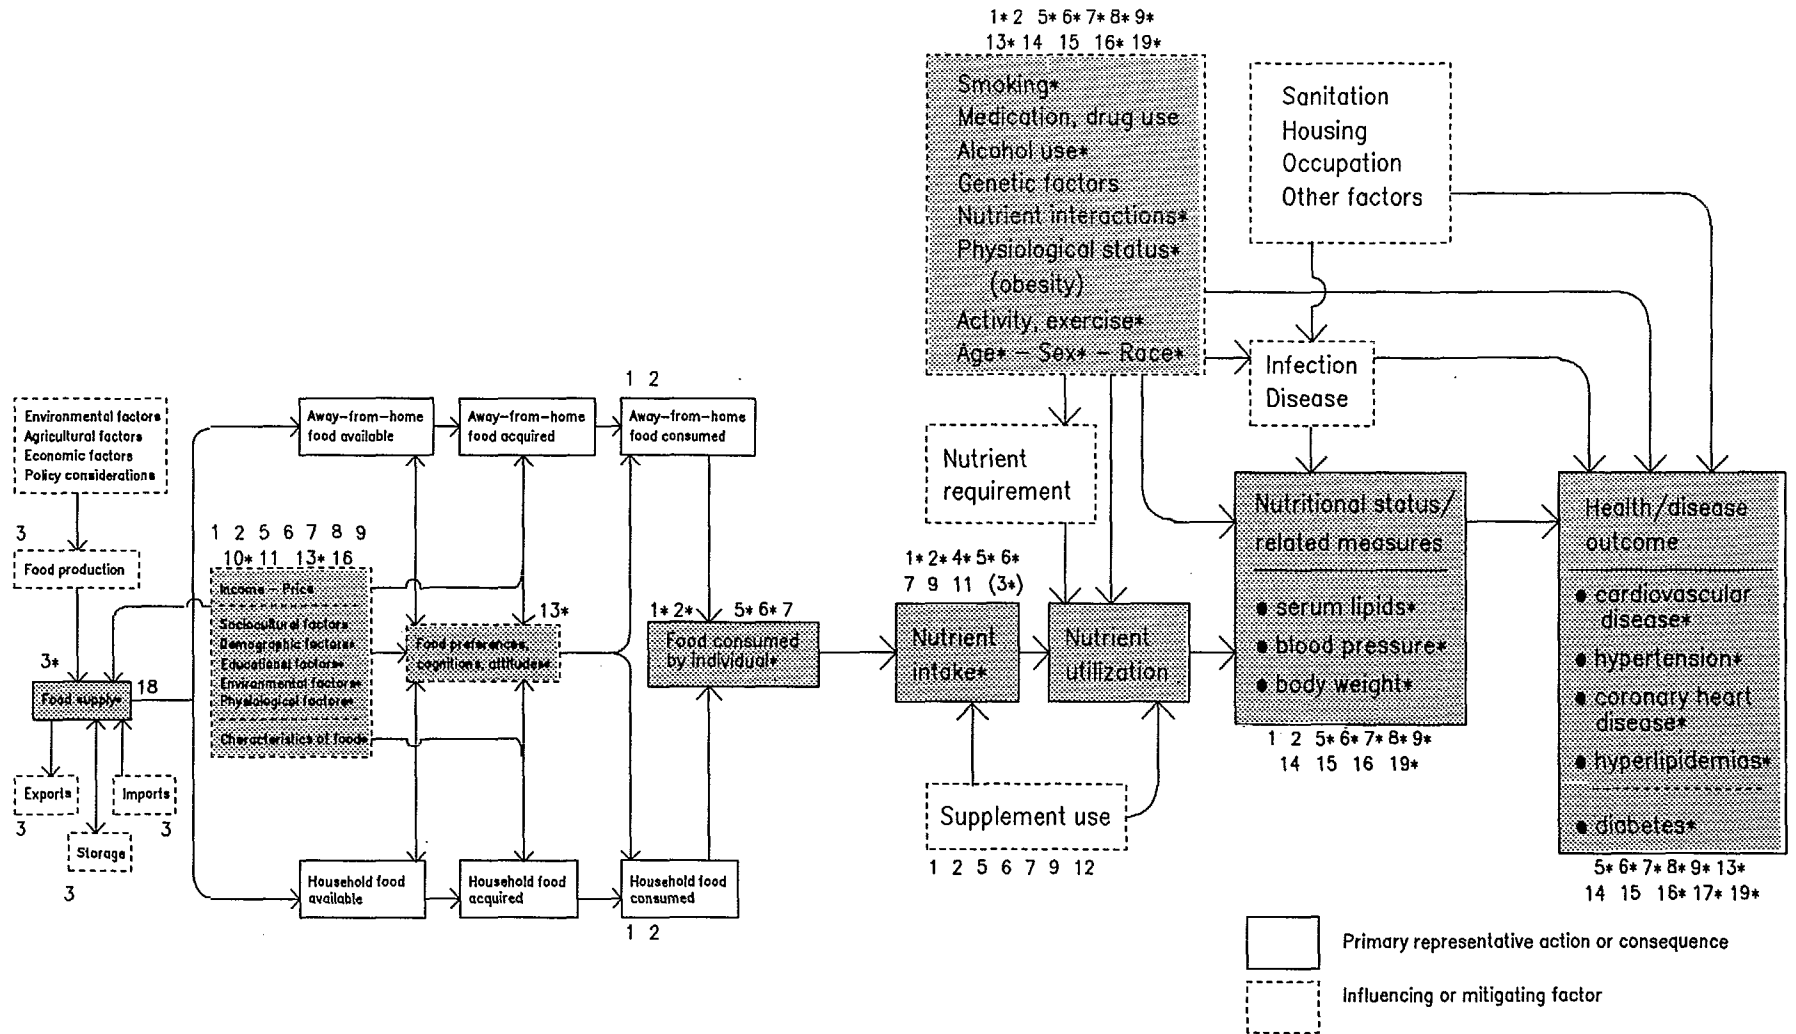 1* 2 5* 6* 7* 8* 9*
13* 14 15 16* 19*
Smoking*
Medication, drug use
Alcohol use*
Genetic factors
Nutrient interactions*
Physiological status*
(obesity)
Activity, exercise*
Age* – Sex* – Race*
Sanitation
Housing
Occupation
Other factors
Infection
Disease
Environmental factors
Agricultural factors
Economic factors
Policy considerations
3
Food production
3*
Food supply*
18
Exports
3
Imports
3
Storage
3
1 2 5 6 7 8 9
10* 11 13* 16
Income – Price
Sociocultural factors
Demographic factors*
Educational factors*
Environmental factors*
Physiological factors*
Characteristics of foods
Away–from–home
food available
Away–from–home
food acquired
1 2
Away–from–home
food consumed
13*
Food preferences,
cognitions, attitudes*
Household food
available
Household food
acquired
Household food
consumed
1 2
1* 2* 5* 6* 7
Food consumed
by individual*
Nutrient
requirement
1* 2* 4* 5* 6*
7 9 11 (3*)
Nutrient
intake*
Nutrient
utilization
Supplement use
1 2 5 6 7 9 12
Nutritional status/
related measures
● serum lipids*
● blood pressure*
● body weight*
1 2 5* 6* 7* 8* 9*
14 15 16 19*
Health/disease
outcome
● cardiovascular
disease*
● hypertension*
● coronary heart
disease*
● hyperlipidemias*
● diabetes*
5* 6* 7* 8* 9* 13*
14 15 16* 17* 19*
Primary representative action or consequence
Influencing or mitigating factor